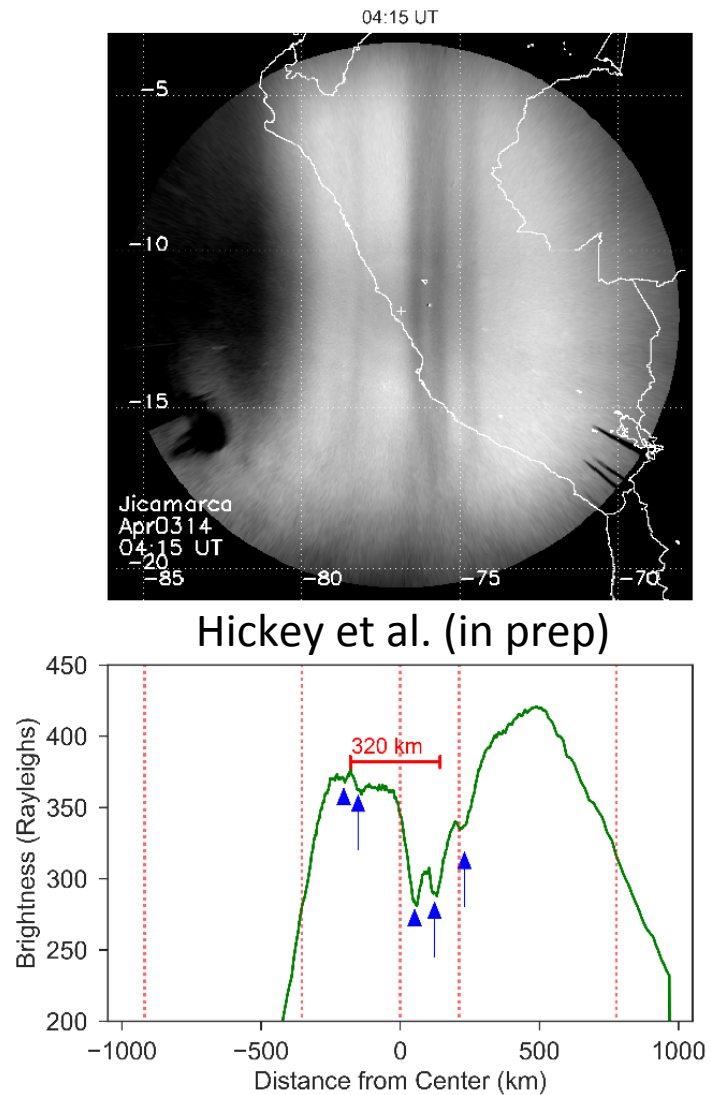 04:15 UT
−5
−10
−15
Jicamarca
Apr0314
04:15 UT
−20
−85 −80 −75 −70
Hickey et al. (in prep)
450
400
350
300
250
200
Brightness (Rayleighs)
320 km
−1000 −500 0 500 1000
Distance from Center (km)